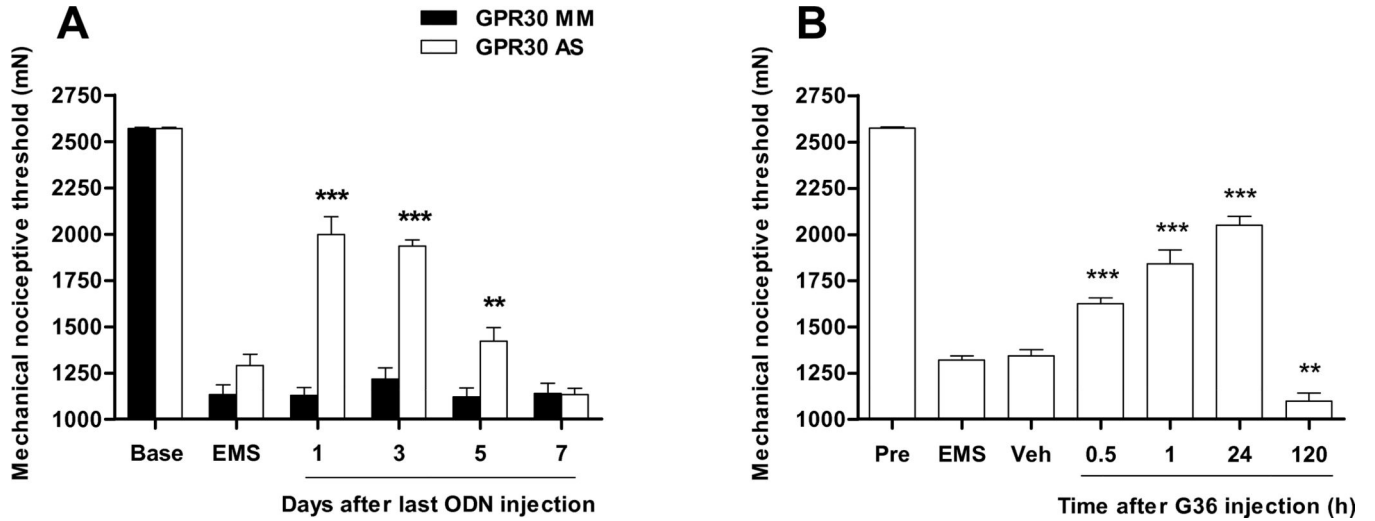 A
GPR30 MM
GPR30 AS
Mechanical nociceptive threshold (mN)
2750
2500
2250
2000
1750
1500
1250
1000
***
***
**
Base EMS 1 3 5 7
Days after last ODN injection
B
Mechanical nociceptive threshold (mN)
2750
2500
2250
2000
1750
1500
1250
1000
***
***
***
**
Pre EMS Veh 0.5 1 24 120
Time after G36 injection (h)